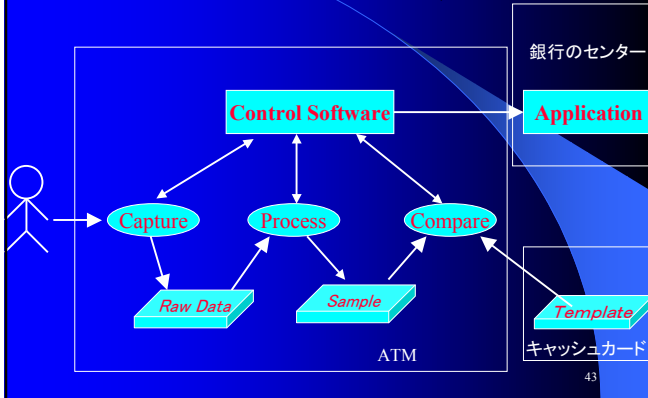 銀行のセンター
Control Software
Application
Capture
Process
Compare
Raw Data
Sample
Template
ATM
キャッシュカード
43